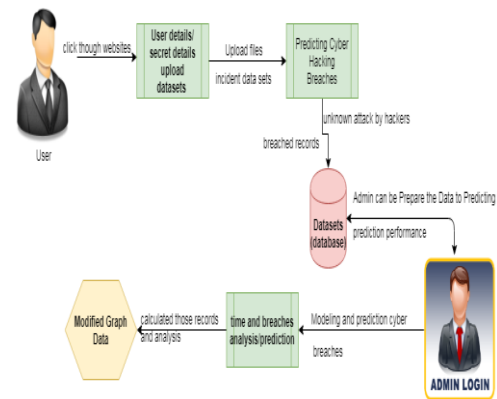 click though websites
User details/
secret details
upload
datasets
Upload files
incident data sets
Predicting Cyber
Hacking
Breaches
User
unknown attack by hackers
breached records
Datasets
(database)
Admin can be Prepare the Data to Predicting
prediction performance
Modified Graph
Data
calculated those records
and analysis
time and breaches
analysis/prediction
Modeling and prediction cyber
breaches
ADMIN LOGIN